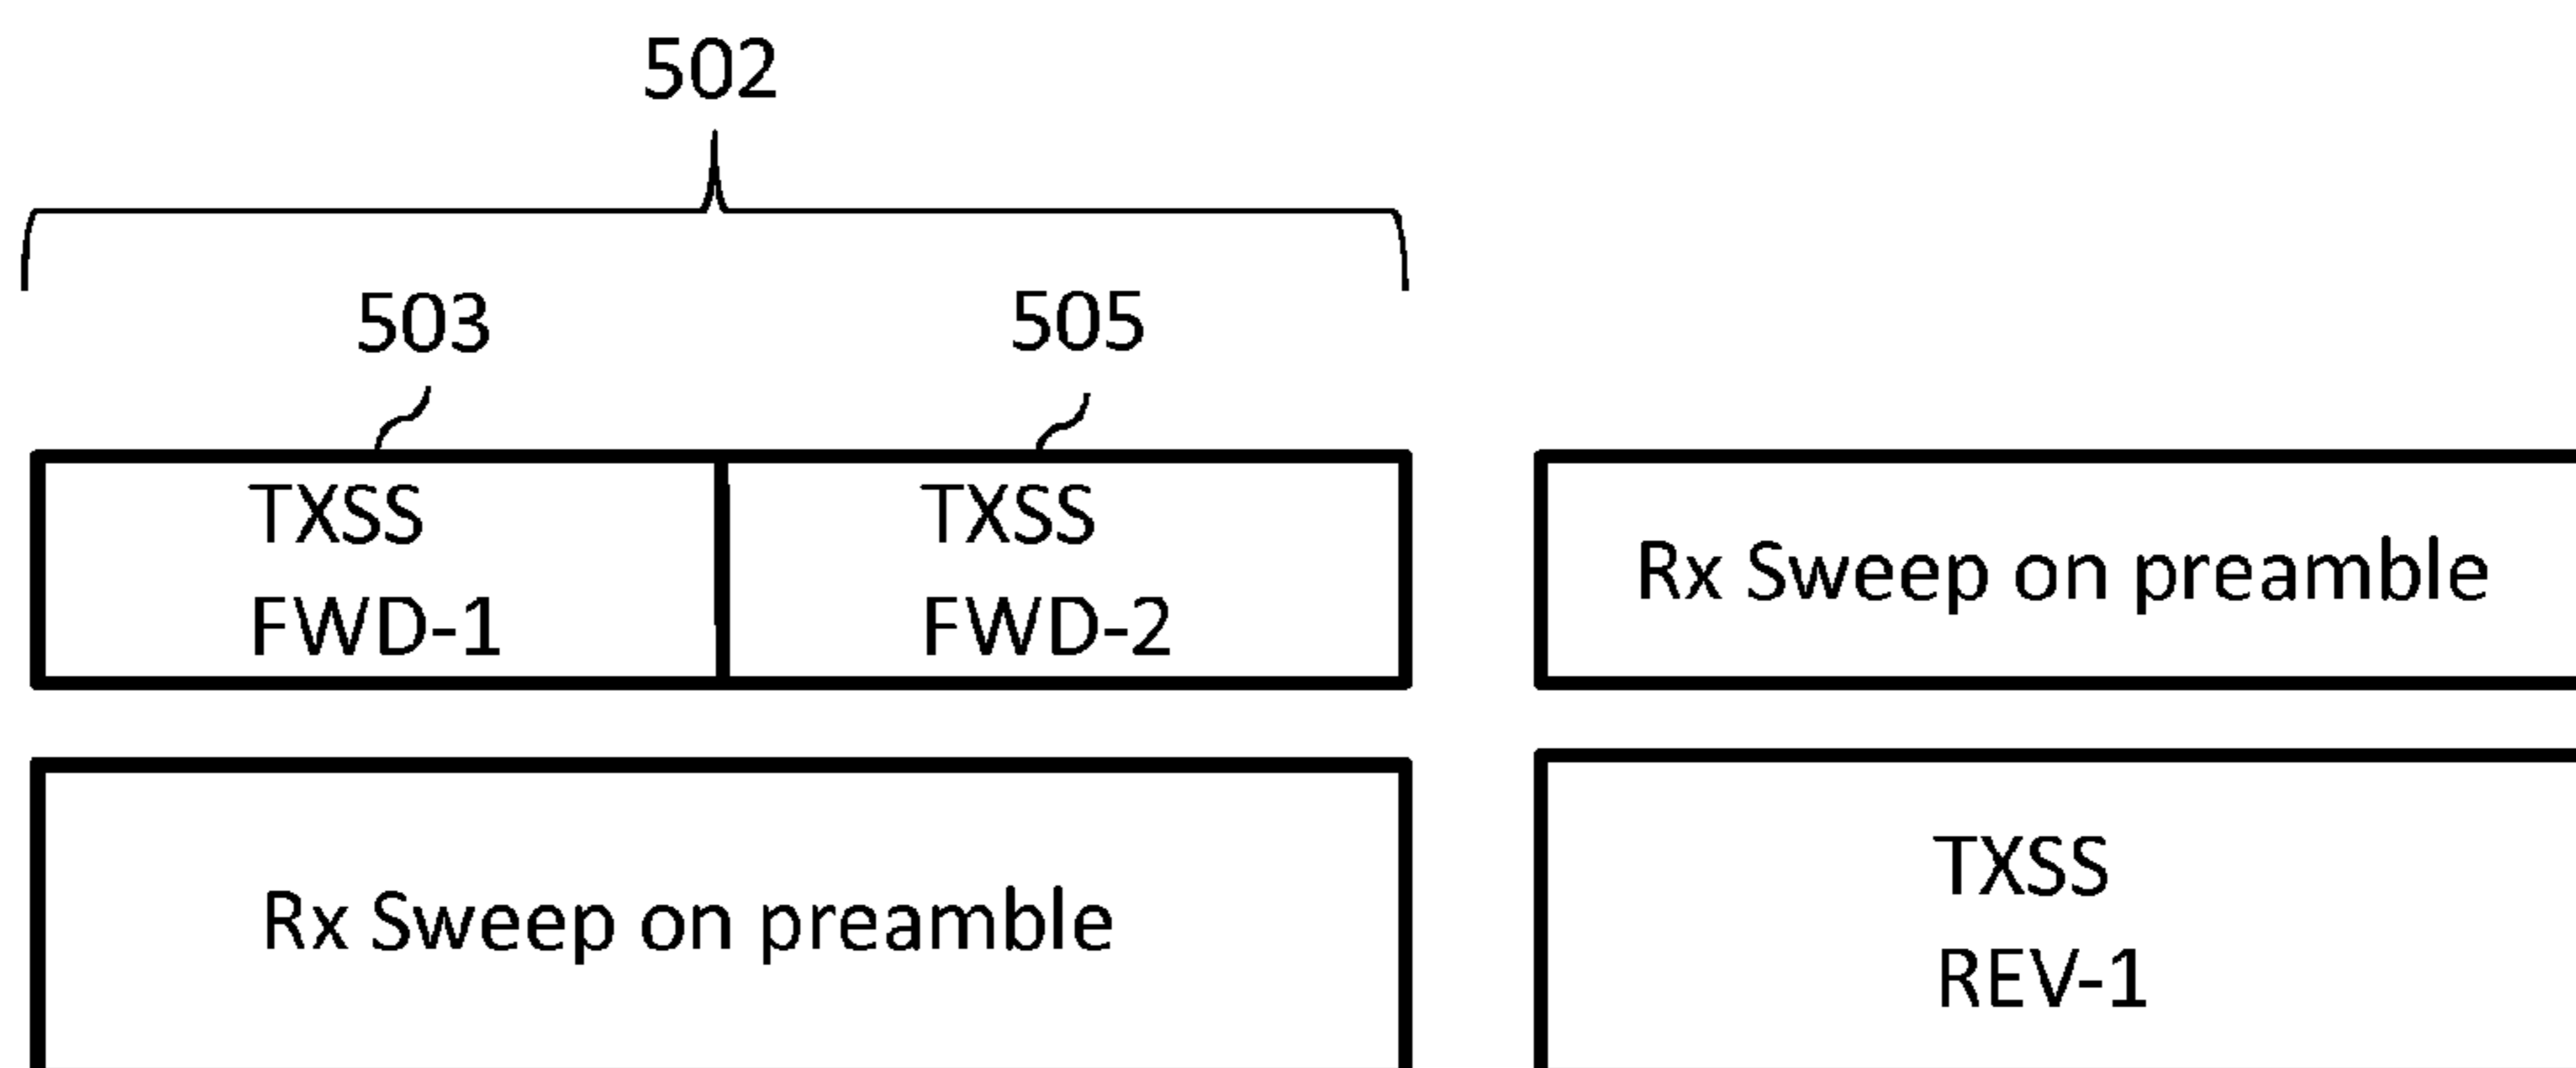 502
503
505
TXSS
FWD-1
TXSS
FWD-2
Rx Sweep on preamble
Rx Sweep on preamble
TXSS
REV-1